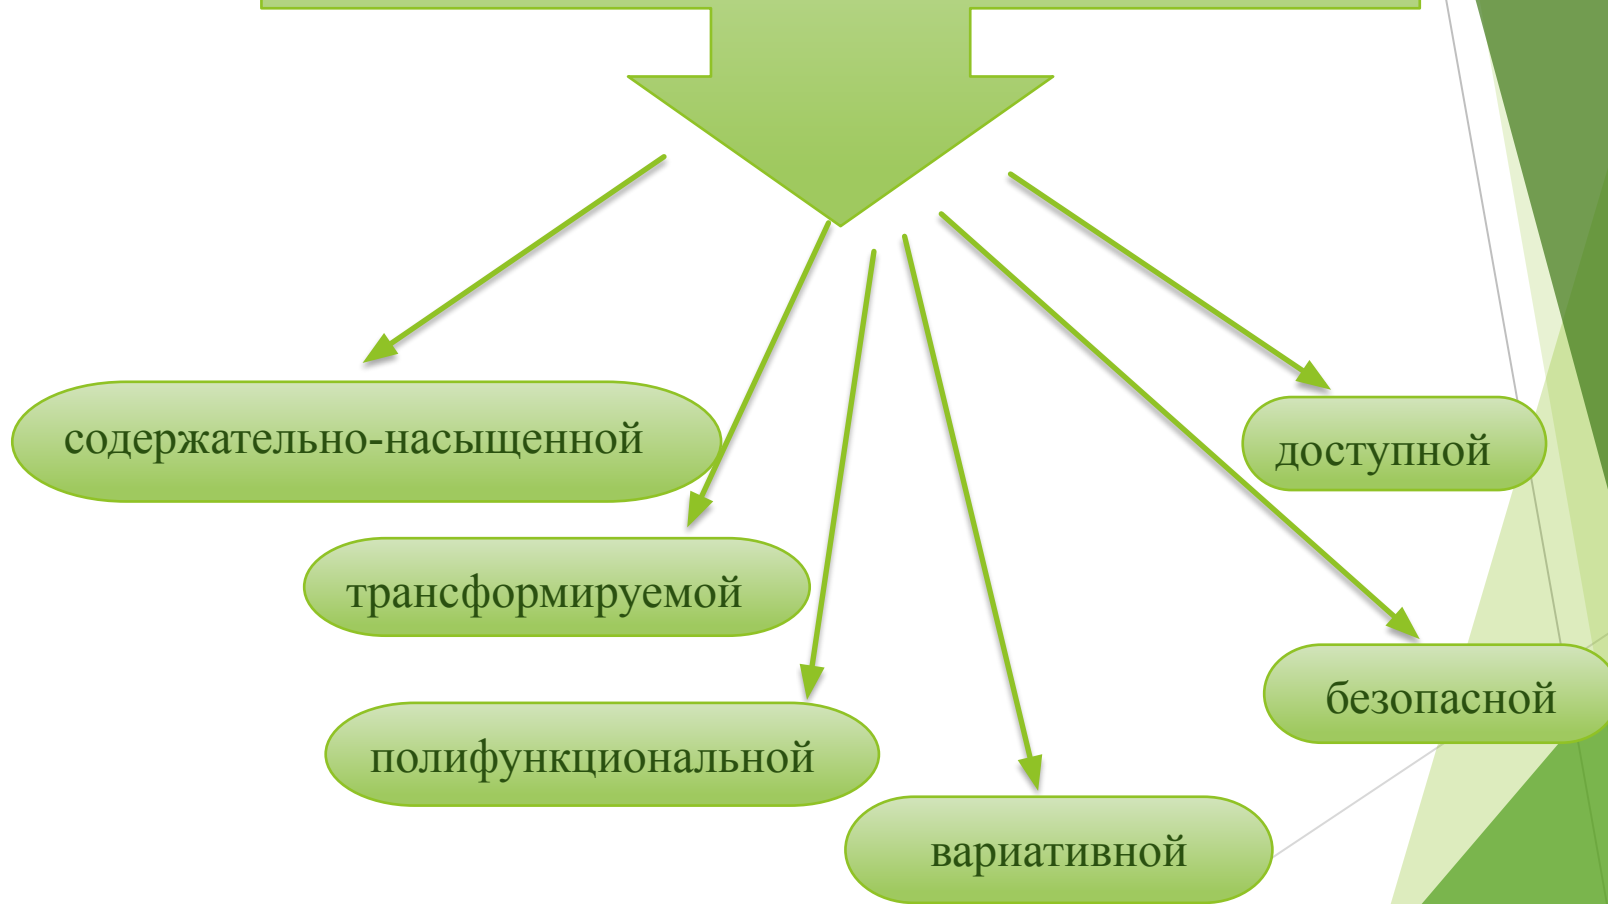 содержательно-насыщенной
доступной
трансформируемой
безопасной
полифункциональной
вариативной